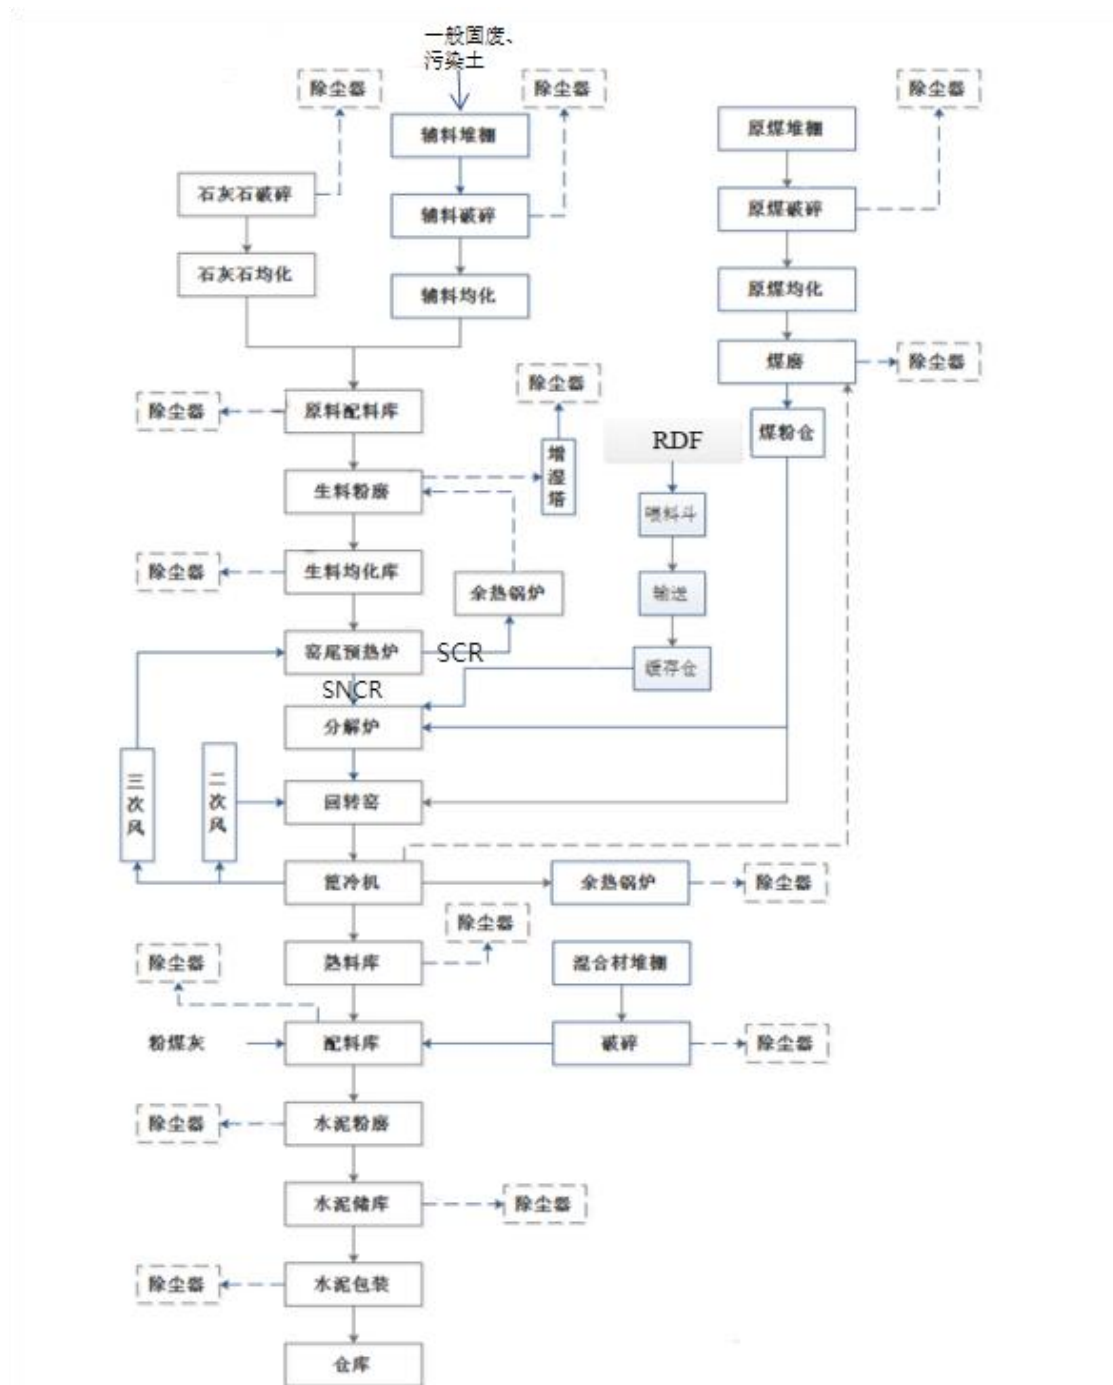 一般固废、
污染土
除尘器
除尘器
除尘器
辅料堆棚
原煤堆棚
石灰石破碎
辅料破碎
原煤破碎
石灰石均化
辅料均化
原煤均化
煤磨
除尘器
除尘器
除尘器
原料配料库
RDF
煤粉仓
增湿塔
生料粉磨
喂料斗
除尘器
生料均化库
余热锅炉
输送
窑尾预热炉
SCR
缓存仓
SNCR
分解炉
三次风
二次风
回转窑
篦冷机
余热锅炉
除尘器
除尘器
除尘器
熟料库
混合材堆棚
粉煤灰
配料库
破碎
除尘器
除尘器
水泥粉磨
水泥储库
除尘器
除尘器
水泥包装
仓库